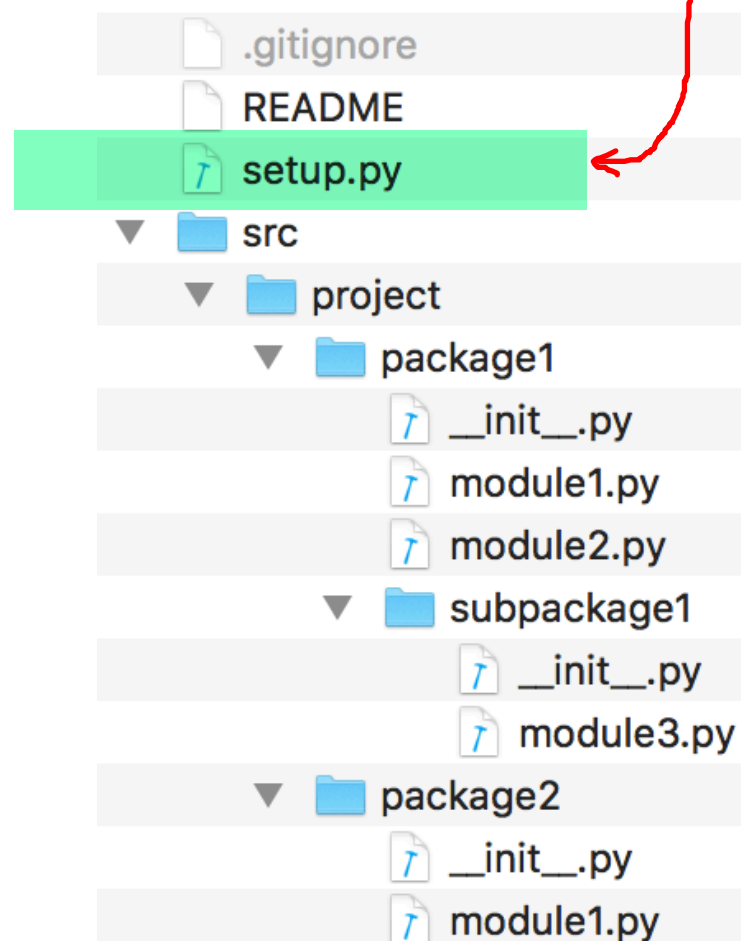 .gitignore
README
setup.py
src
project
package1
__init__.py
module1.py
module2.py
subpackage1
__init__.py
module3.py
package2
__init__.py
module1.py